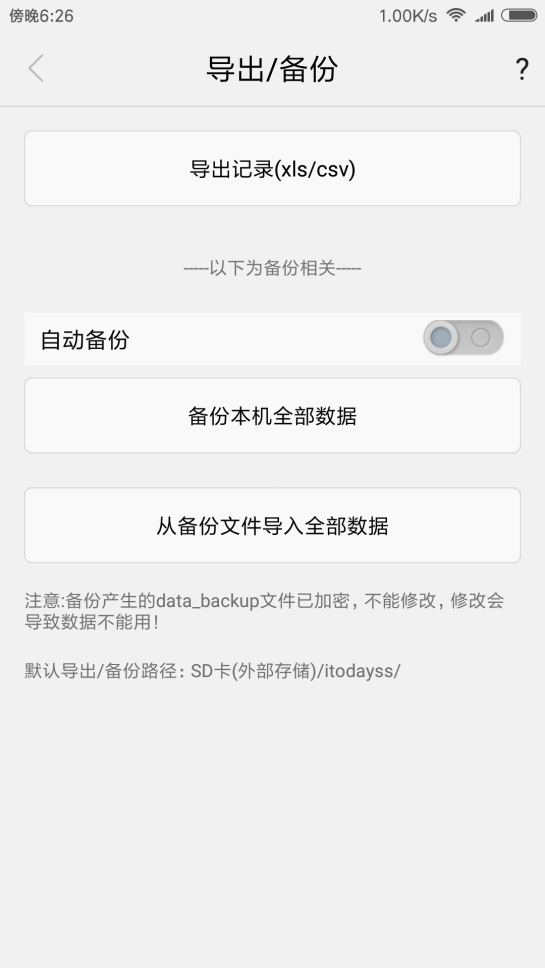 傍晚6:26
1.00K/s
导出/备份
?
导出记录(xls/csv)
-----以下为备份相关-----
自动备份
备份本机全部数据
从备份文件导入全部数据
注意:备份产生的data_backup文件已加密，不能修改，修改会
导致数据不能用！
默认导出/备份路径：SD卡(外部存储)/itodayss/